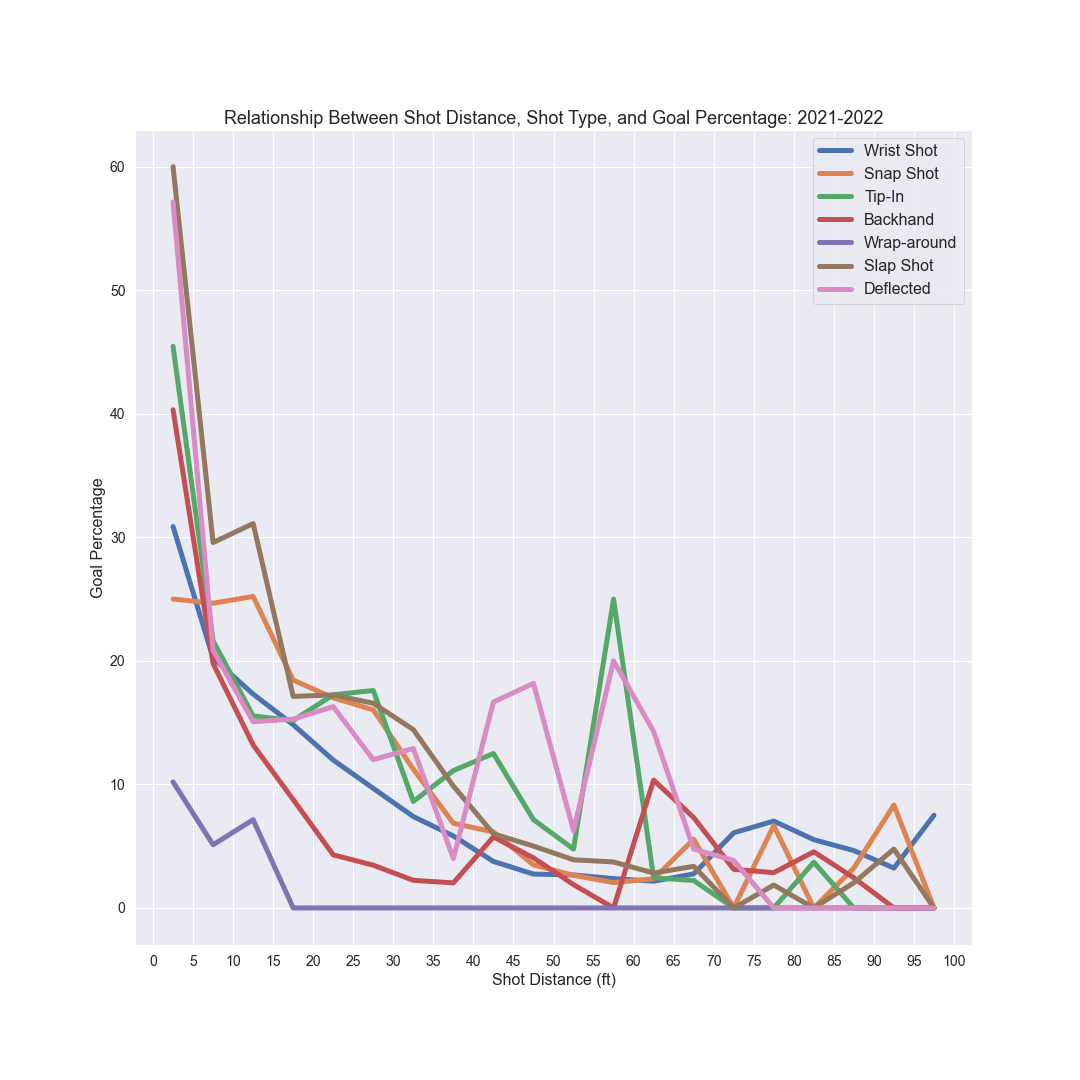 Relationship Between Shot Distance, Shot Type, and Goal Percentage: 2021-2022
Wrist Shot
Snap Shot
Tip-In
Backhand
Wrap-around
Slap Shot
Deflected
Goal Percentage
60
50
40
30
20
10
0
0 5 10 15 20 25 30 35 40 45 50 55 60 65 70 75 80 85 90 95 100
Shot Distance (ft)